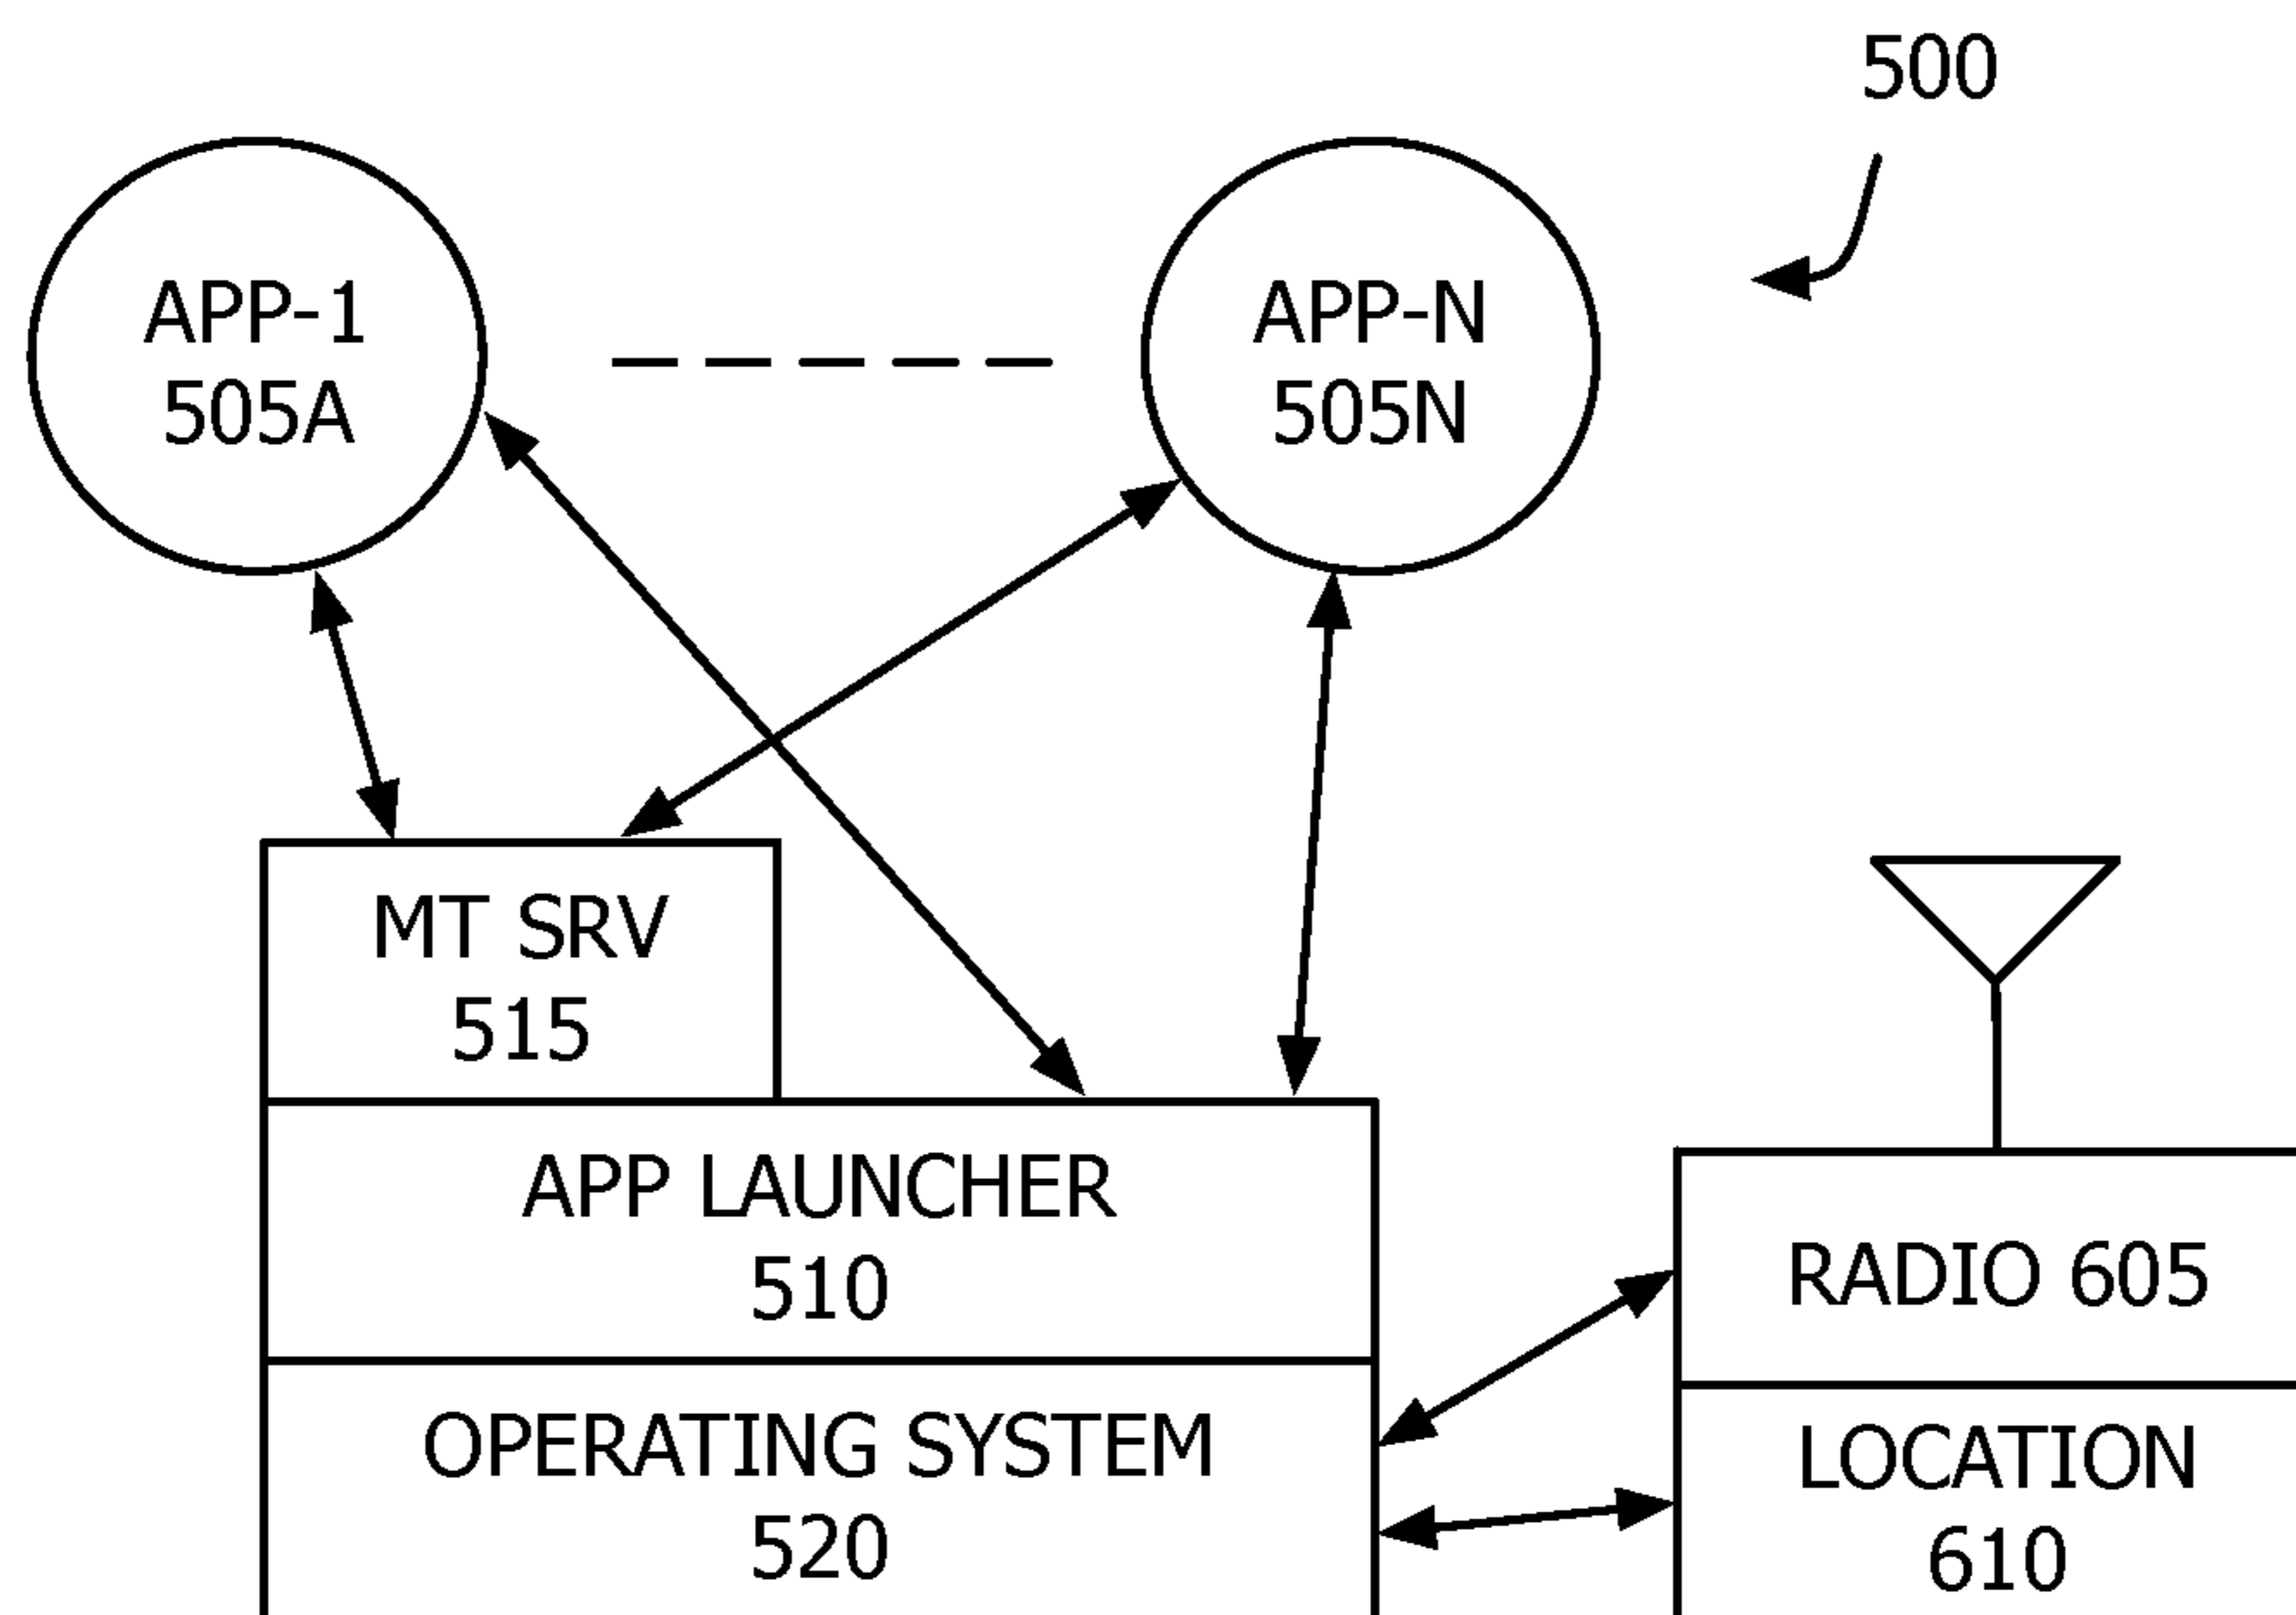 500
APP-1
505A
APP-N
505N
MT SRV
515
APP LAUNCHER
510
RADIO 605
OPERATING SYSTEM
520
LOCATION
610